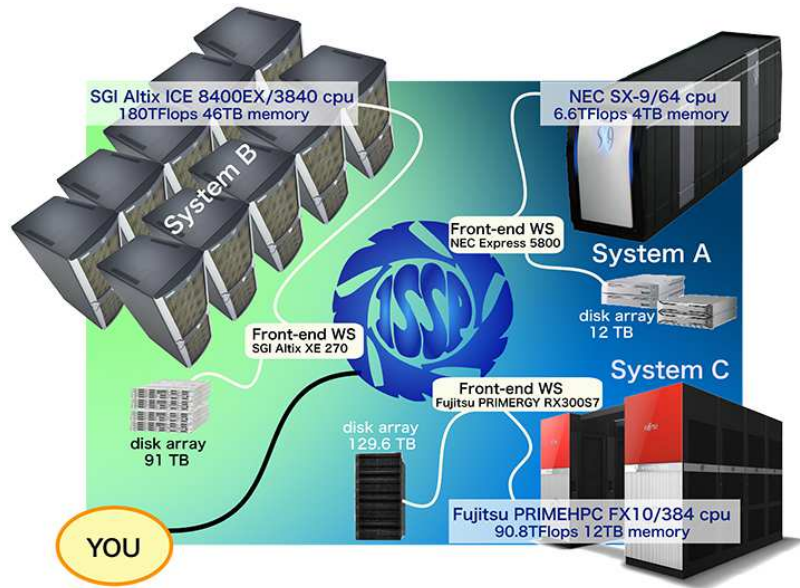 SGI Altix ICE 8400EX/3840 cpu
180TFlops 46TB memory
System B
NEC SX-9/64 cpu
6.6TFlops 4TB memory
S9
Front-end WS
NEC Express 5800
System A
disk array
12 TB
ISSP
Front-end WS
SGI Altix XE 270
disk array
91 TB
System C
Front-end WS
Fujitsu PRIMERGY RX300S7
disk array
129.6 TB
FUJITSU
Fujitsu PRIMEHPC FX10/384 cpu
90.8TFlops 12TB memory
YOU